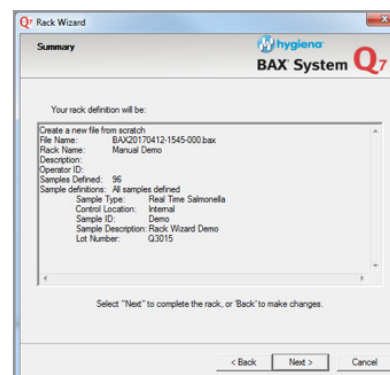 Q7 Rack Wizard
Summary
hygiena
BAX System Q7
Your rack definition will be:
Create a new file from scratch
File Name: BAX20170412-1545-000.bax
Rack Name: Manual Demo
Description:
Operator ID:
Samples Defined: 96
Sample definitions: All samples defined
Sample Type: Real Time Salmonella
Control Location: Internal
Sample ID: Demo
Sample Description: Rack Wizard Demo
Lot Number: Q3015
Select "Next" to complete the rack, or 'Back' to make changes.
< Back Next > Cancel